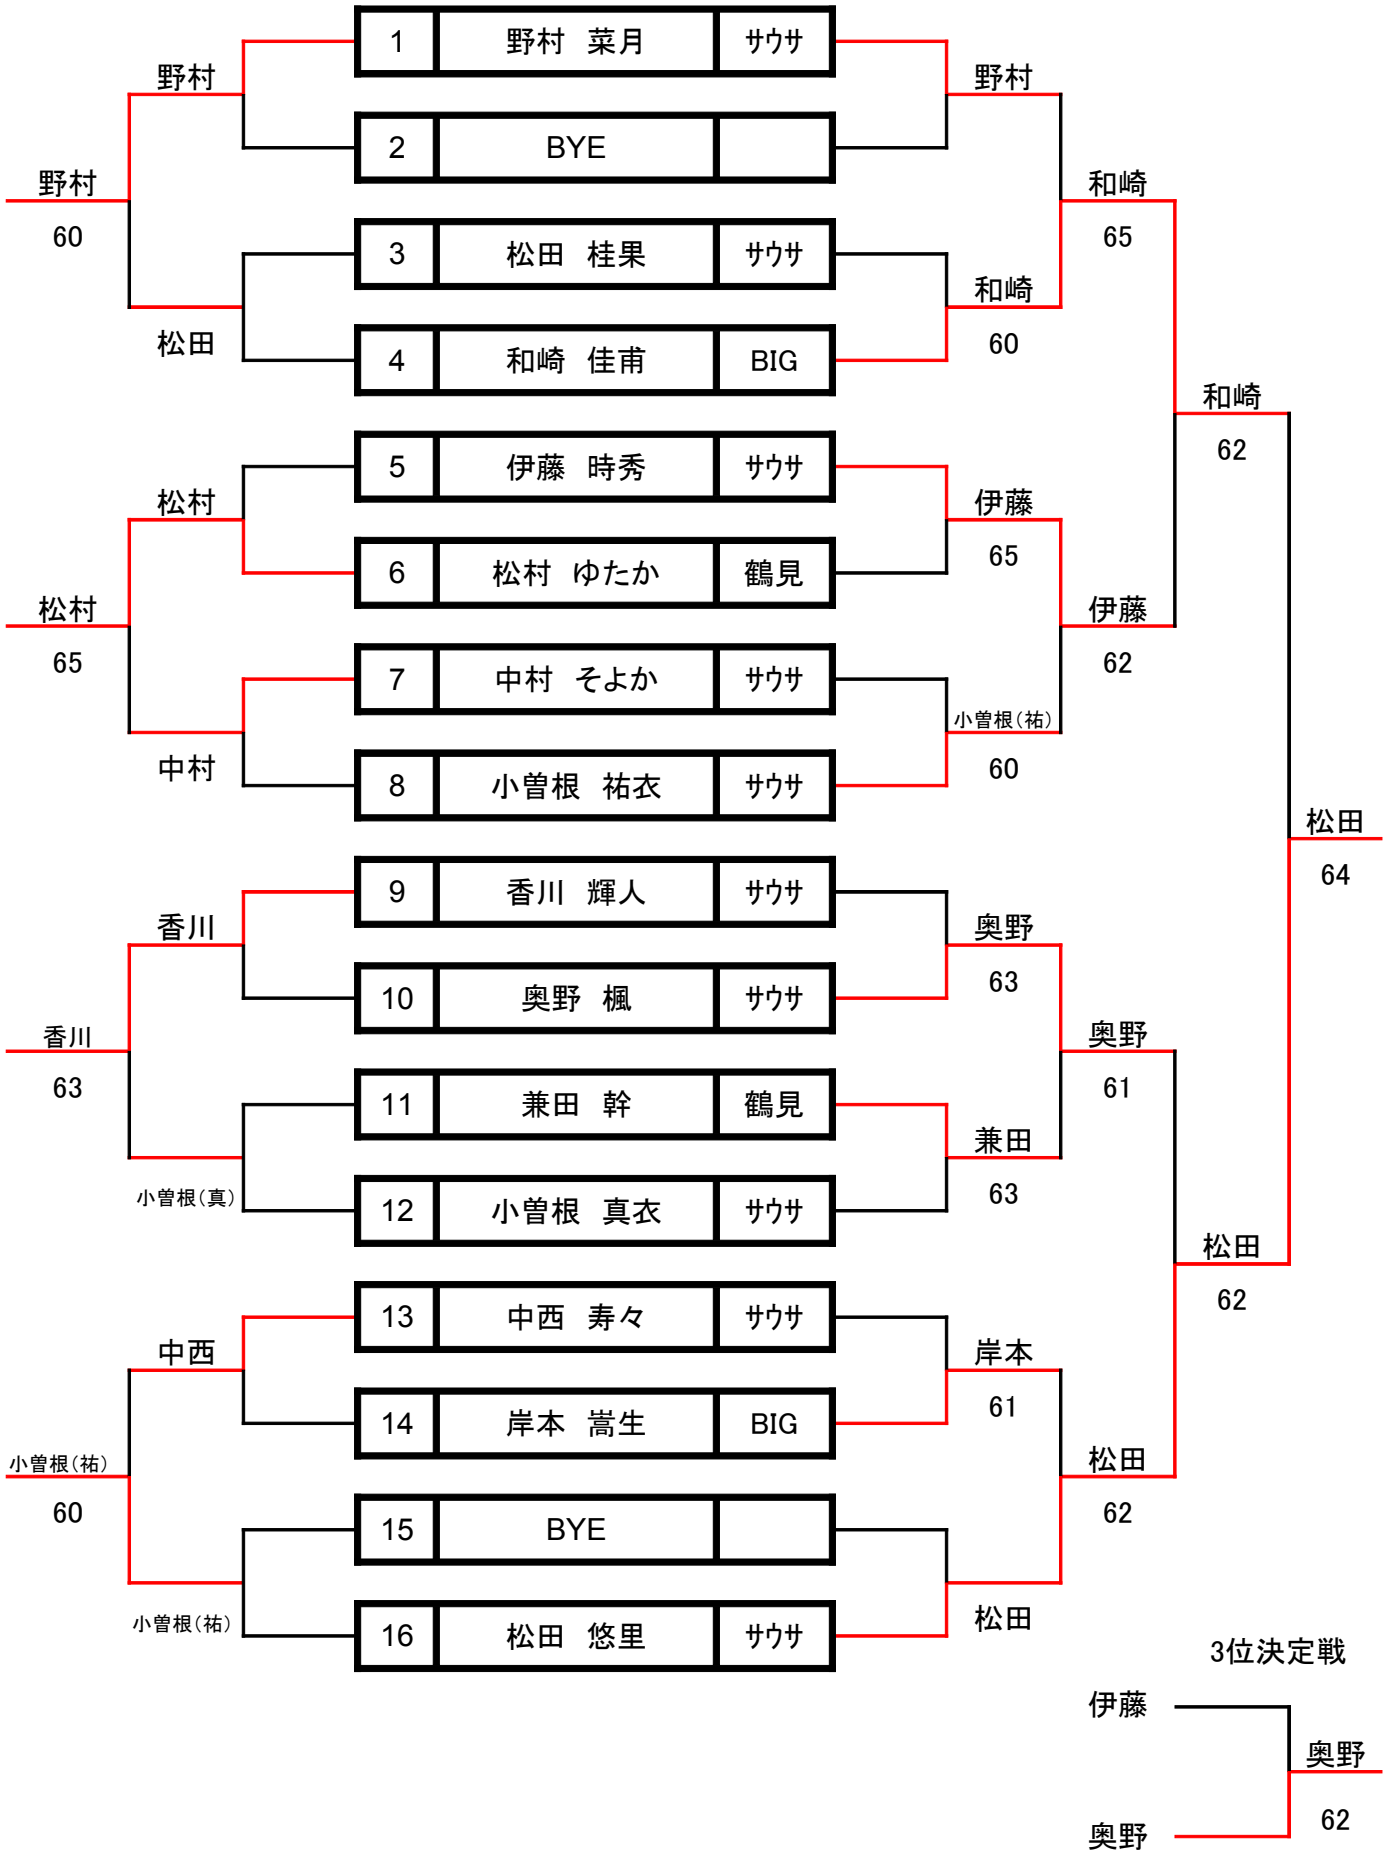 1 野村 菜月 ｻｳｻ
野村 野村
2 BYE
野村 和崎
60 65
3 松田 桂果 ｻｳｻ
和崎
松田 60
4 和崎 佳甫 BIG
和崎
62
5 伊藤 時秀 ｻｳｻ
松村 伊藤
65
6 松村 ゆたか 鶴見
松村 伊藤
65 62
7 中村 そよか ｻｳｻ
小曽根(祐)
中村 60
8 小曽根 祐衣 ｻｳｻ
松田
64
9 香川 輝人 ｻｳｻ
香川 奥野
63
10 奥野 楓 ｻｳｻ
香川 奥野
63 61
11 兼田 幹 鶴見
兼田
小曽根(真) 63
12 小曽根 真衣 ｻｳｻ
松田
62
13 中西 寿々 ｻｳｻ
中西 岸本
61
14 岸本 嵩生 BIG
小曽根(祐) 松田
60 62
15 BYE
小曽根(祐) 松田
16 松田 悠里 ｻｳｻ
3位決定戦
伊藤
奥野
62
奥野